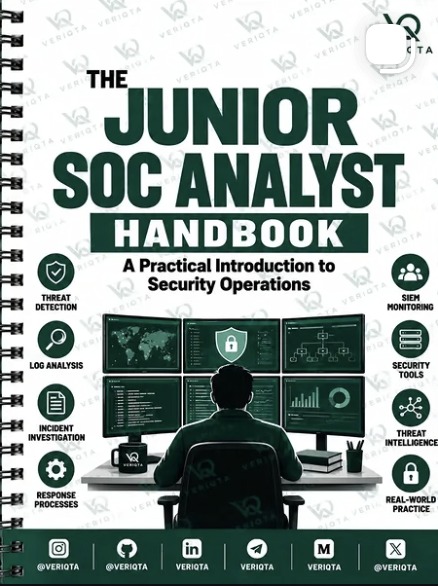 THE
JUNIOR
SOC ANALYST
HANDBOOK
A Practical Introduction to
Security Operations
THREAT
DETECTION
LOG ANALYSIS
INCIDENT
INVESTIGATION
RESPONSE
PROCESSES
SIEM
MONITORING
SECURITY
TOOLS
THREAT
INTELLIGENCE
REAL-WORLD
PRACTICE
VERIQTA
@VERIQTA
@VERIQTA
@VERIQTA
@VERIQTA
@VERIQTA
@VERIQTA